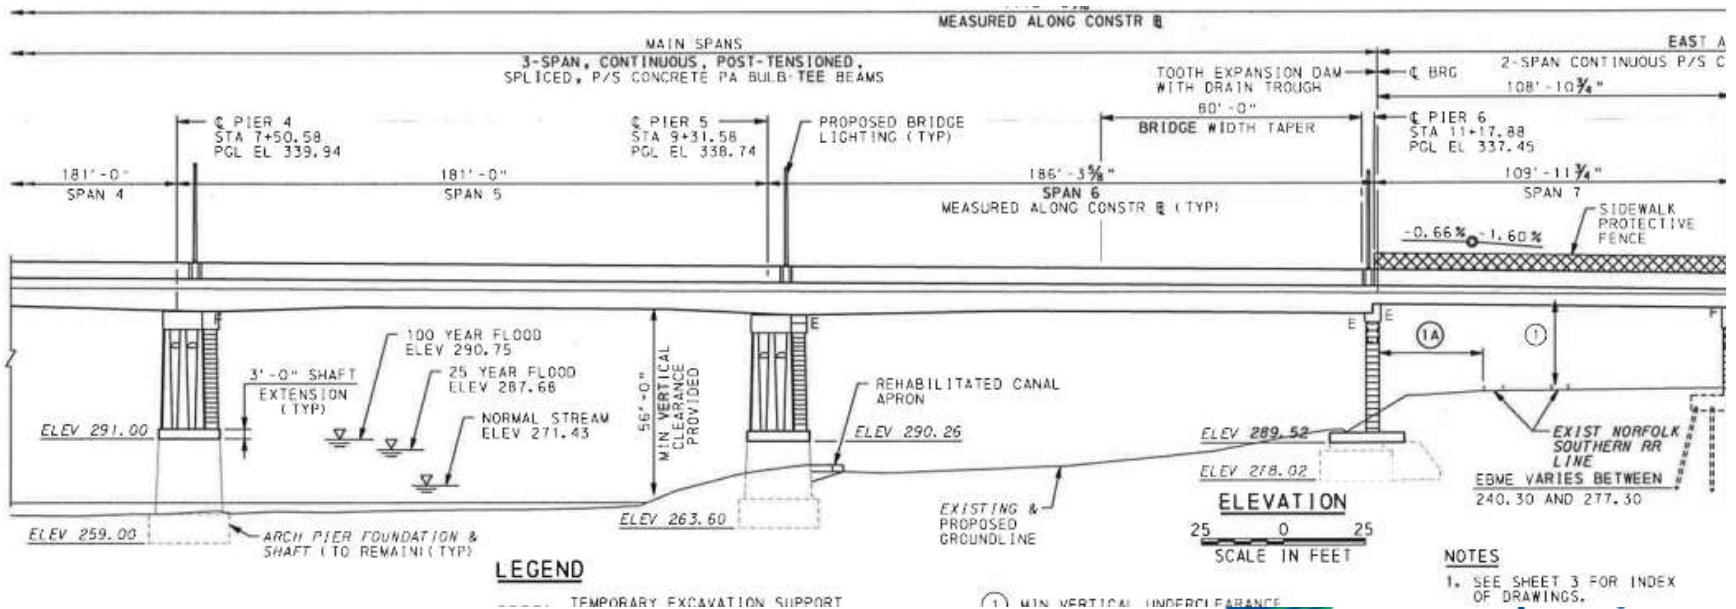 MEASURED ALONG CONSTR ℄
MAIN SPANS
3-SPAN, CONTINUOUS, POST-TENSIONED,
SPLICED, P/S CONCRETE PA BULB-TEE BEAMS
EAST A
2-SPAN CONTINUOUS P/S C
TOOTH EXPANSION DAM
WITH DRAIN TROUGH
℄ BRG
108'-10¾"
80'-0"
BRIDGE WIDTH TAPER
℄ PIER 4
STA 7+50.58
PGL EL 339.94
℄ PIER 5
STA 9+31.58
PGL EL 338.74
PROPOSED BRIDGE
LIGHTING (TYP)
℄ PIER 6
STA 11+17.88
PGL EL 337.45
181'-0"
SPAN 4
181'-0"
SPAN 5
186'-3⅝"
SPAN 6
MEASURED ALONG CONSTR ℄ (TYP)
109'-11¾"
SPAN 7
SIDEWALK
PROTECTIVE
FENCE
-0.66%
-1.60%
F
E
E
E
F
1A
1
100 YEAR FLOOD
ELEV 290.75
25 YEAR FLOOD
ELEV 287.68
NORMAL STREAM
ELEV 271.43
3'-0" SHAFT
EXTENSION
(TYP)
56'-0"
MIN VERTICAL
CLEARANCE
PROVIDED
REHABILITATED CANAL
APRON
ELEV 291.00
ELEV 290.26
ELEV 289.52
ELEV 278.02
EXIST NORFOLK
SOUTHERN RR
LINE
EBME VARIES BETWEEN
240.30 AND 277.30
ELEV 259.00
ARCH PIER FOUNDATION &
SHAFT (TO REMAIN)(TYP)
ELEV 263.60
EXISTING &
PROPOSED
GROUNDLINE
ELEVATION
25 0 25
SCALE IN FEET
LEGEND
TEMPORARY EXCAVATION SUPPORT
1 MIN VERTICAL UNDERCLEARANCE
NOTES
1. SEE SHEET 3 FOR INDEX
OF DRAWINGS.